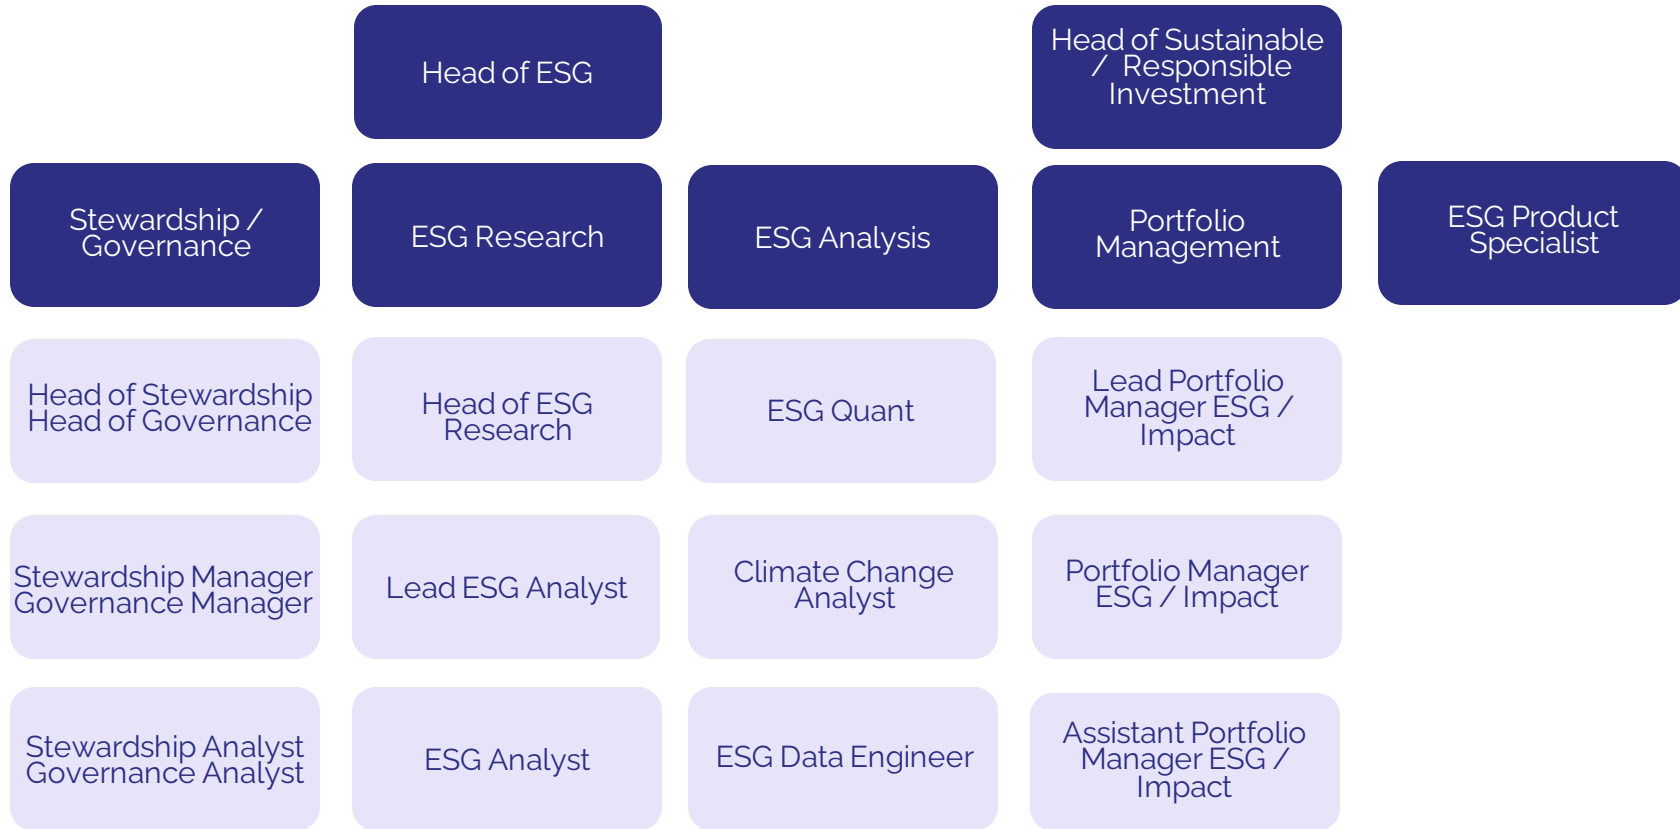 Head of ESG
Head of Sustainable
/ Responsible
Investment
Stewardship /
Governance
ESG Research
ESG Analysis
Portfolio
Management
ESG Product
Specialist
Head of Stewardship
Head of Governance
Head of ESG
Research
ESG Quant
Lead Portfolio
Manager ESG /
Impact
Stewardship Manager
Governance Manager
Lead ESG Analyst
Climate Change
Analyst
Portfolio Manager
ESG / Impact
Stewardship Analyst
Governance Analyst
ESG Analyst
ESG Data Engineer
Assistant Portfolio
Manager ESG /
Impact